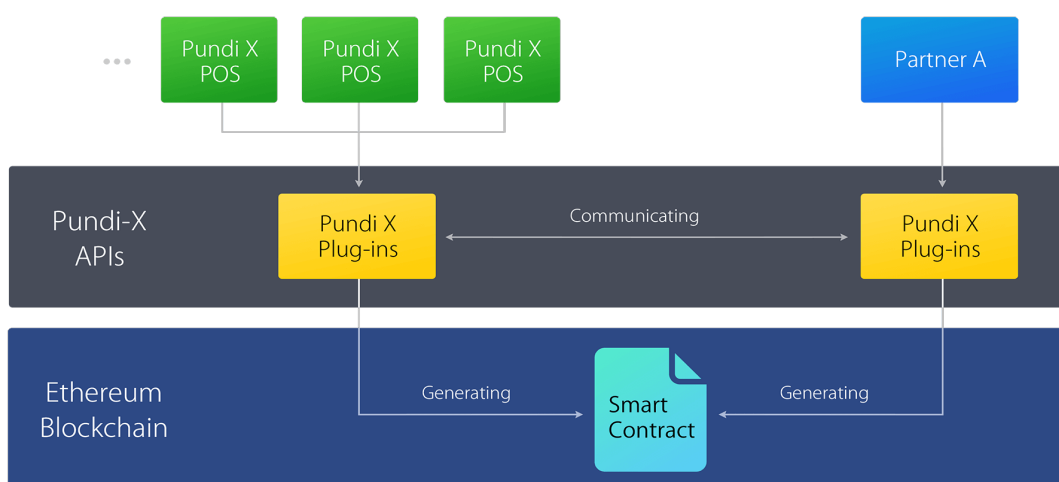 Pundi X
POS
Pundi X
POS
Pundi X
POS
Partner A
Pundi-X
APIs
Pundi X
Plug-ins
Communicating
Pundi X
Plug-ins
Ethereum
Blockchain
Generating
Smart
Contract
Generating